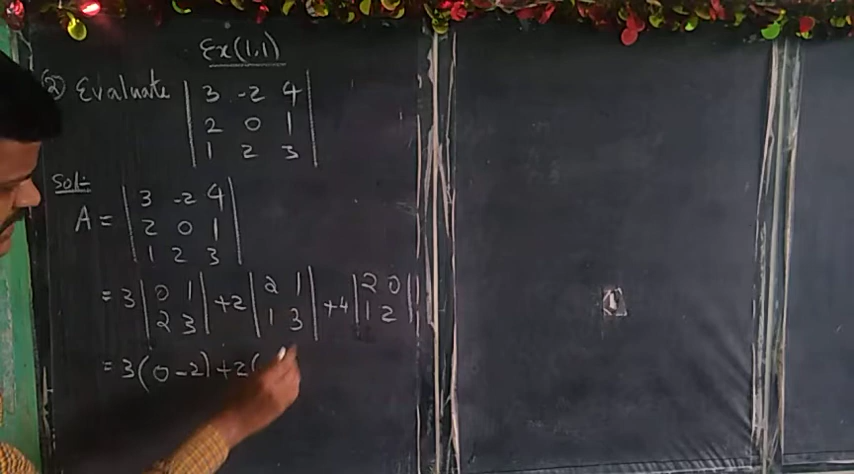 Ex(1,1)
(2) Evaluate | 3 -2 4 |
| 2 0 1 |
| 1 2 3 |
Sol:-
A = | 3 -2 4 |
| 2 0 1 |
| 1 2 3 |
= 3 | 0 1 | +2 | 2 1 | +4 | 2 0 |
| 2 3 | | 1 3 | | 1 2 |
= 3(0-2)+2(
1